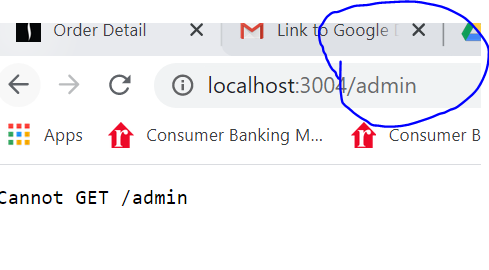 Order Detail
Link to Google D
localhost:3004/admin
Apps
Consumer Banking M...
Consumer B
Cannot GET /admin